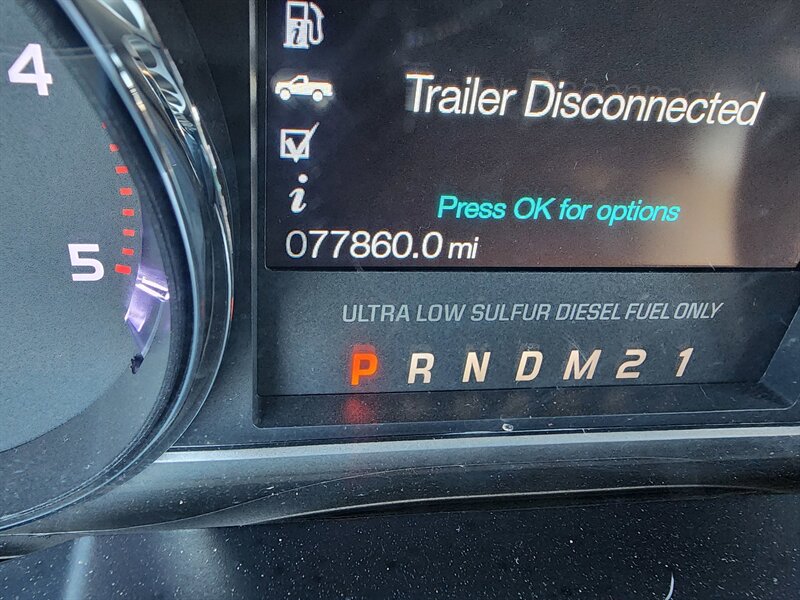 4
5
Trailer Disconnected
i
Press OK for options
077860.0 mi
ULTRA LOW SULFUR DIESEL FUEL ONLY
P R N D M 2 1